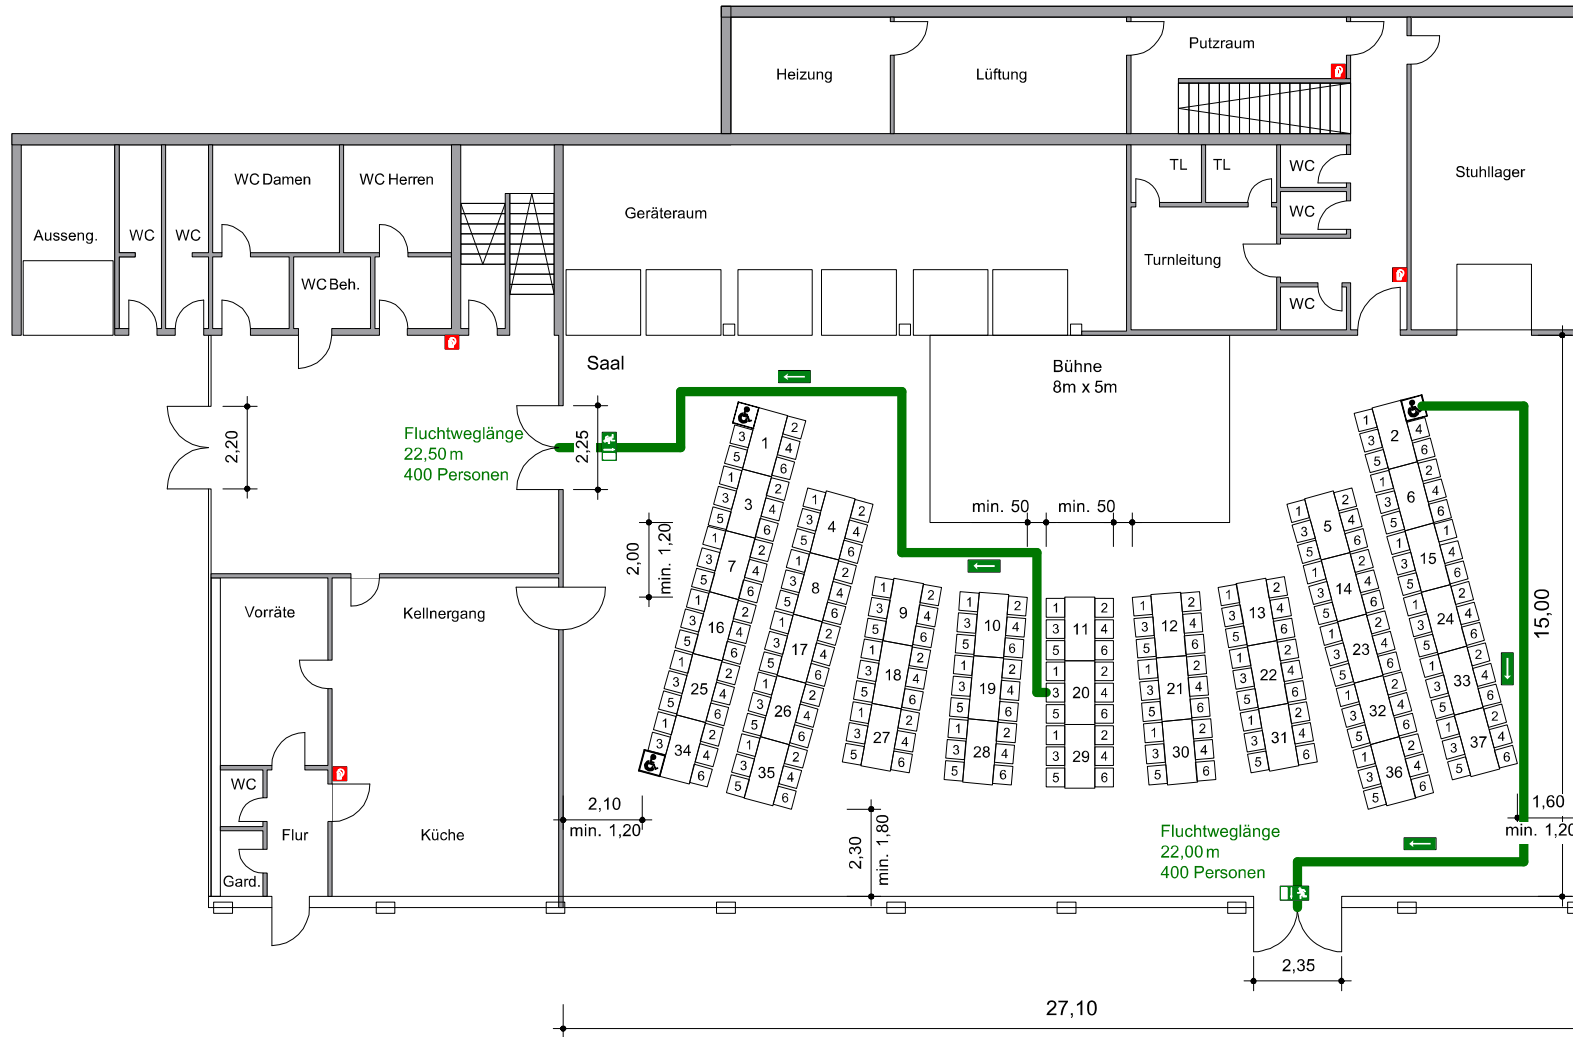 Heizung
Lüftung
Putzraum
WC Damen
WC Herren
TL
TL
WC
Stuhllager
Geräteraum
Ausseng.
WC
WC
WC
Turnleitung
WC Beh.
WC
Saal
Bühne
8m x 5m
Fluchtweglänge
22,50 m
400 Personen
2,20
2,25
min. 50
min. 50
2,00
min. 1,20
15,00
Vorräte
Kellnergang
1
2
3
4
5
6
7
8
9
10
11
12
13
14
15
16
17
18
19
20
21
22
23
24
25
26
27
28
29
30
31
32
33
34
35
36
37
WC
Flur
Küche
Gard.
2,10
min. 1,20
2,30
min. 1,80
Fluchtweglänge
22,00 m
400 Personen
1,60
min. 1,20
2,35
27,10